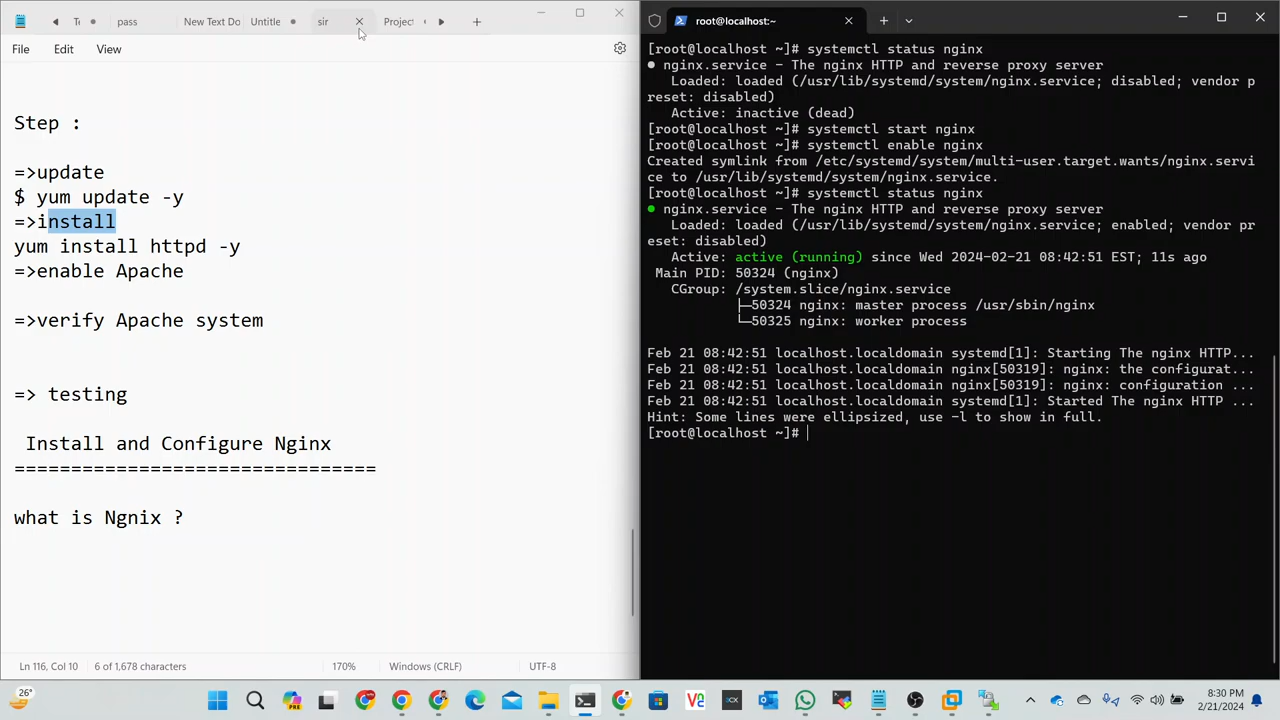 pass
New Text Do
Untitle
sir
Project
File
Edit
View
Step :
=>update
$ yum update -y
=>install
yum install httpd -y
=>enable Apache
=>verify Apache system
=> testing
Install and Configure Nginx
================================
what is Ngnix ?
Ln 116, Col 10
6 of 1,678 characters
170%
Windows (CRLF)
UTF-8
root@localhost:~
[root@localhost ~]# systemctl status nginx
● nginx.service - The nginx HTTP and reverse proxy server
Loaded: loaded (/usr/lib/systemd/system/nginx.service; disabled; vendor p
reset: disabled)
Active: inactive (dead)
[root@localhost ~]# systemctl start nginx
[root@localhost ~]# systemctl enable nginx
Created symlink from /etc/systemd/system/multi-user.target.wants/nginx.servi
ce to /usr/lib/systemd/system/nginx.service.
[root@localhost ~]# systemctl status nginx
● nginx.service - The nginx HTTP and reverse proxy server
Loaded: loaded (/usr/lib/systemd/system/nginx.service; enabled; vendor pr
eset: disabled)
Active: active (running) since Wed 2024-02-21 08:42:51 EST; 11s ago
Main PID: 50324 (nginx)
CGroup: /system.slice/nginx.service
├─50324 nginx: master process /usr/sbin/nginx
└─50325 nginx: worker process
Feb 21 08:42:51 localhost.localdomain systemd[1]: Starting The nginx HTTP...
Feb 21 08:42:51 localhost.localdomain nginx[50319]: nginx: the configurat...
Feb 21 08:42:51 localhost.localdomain nginx[50319]: nginx: configuration ...
Feb 21 08:42:51 localhost.localdomain systemd[1]: Started The nginx HTTP ...
Hint: Some lines were ellipsized, use -l to show in full.
[root@localhost ~]#
26°
8:30 PM
2/21/2024